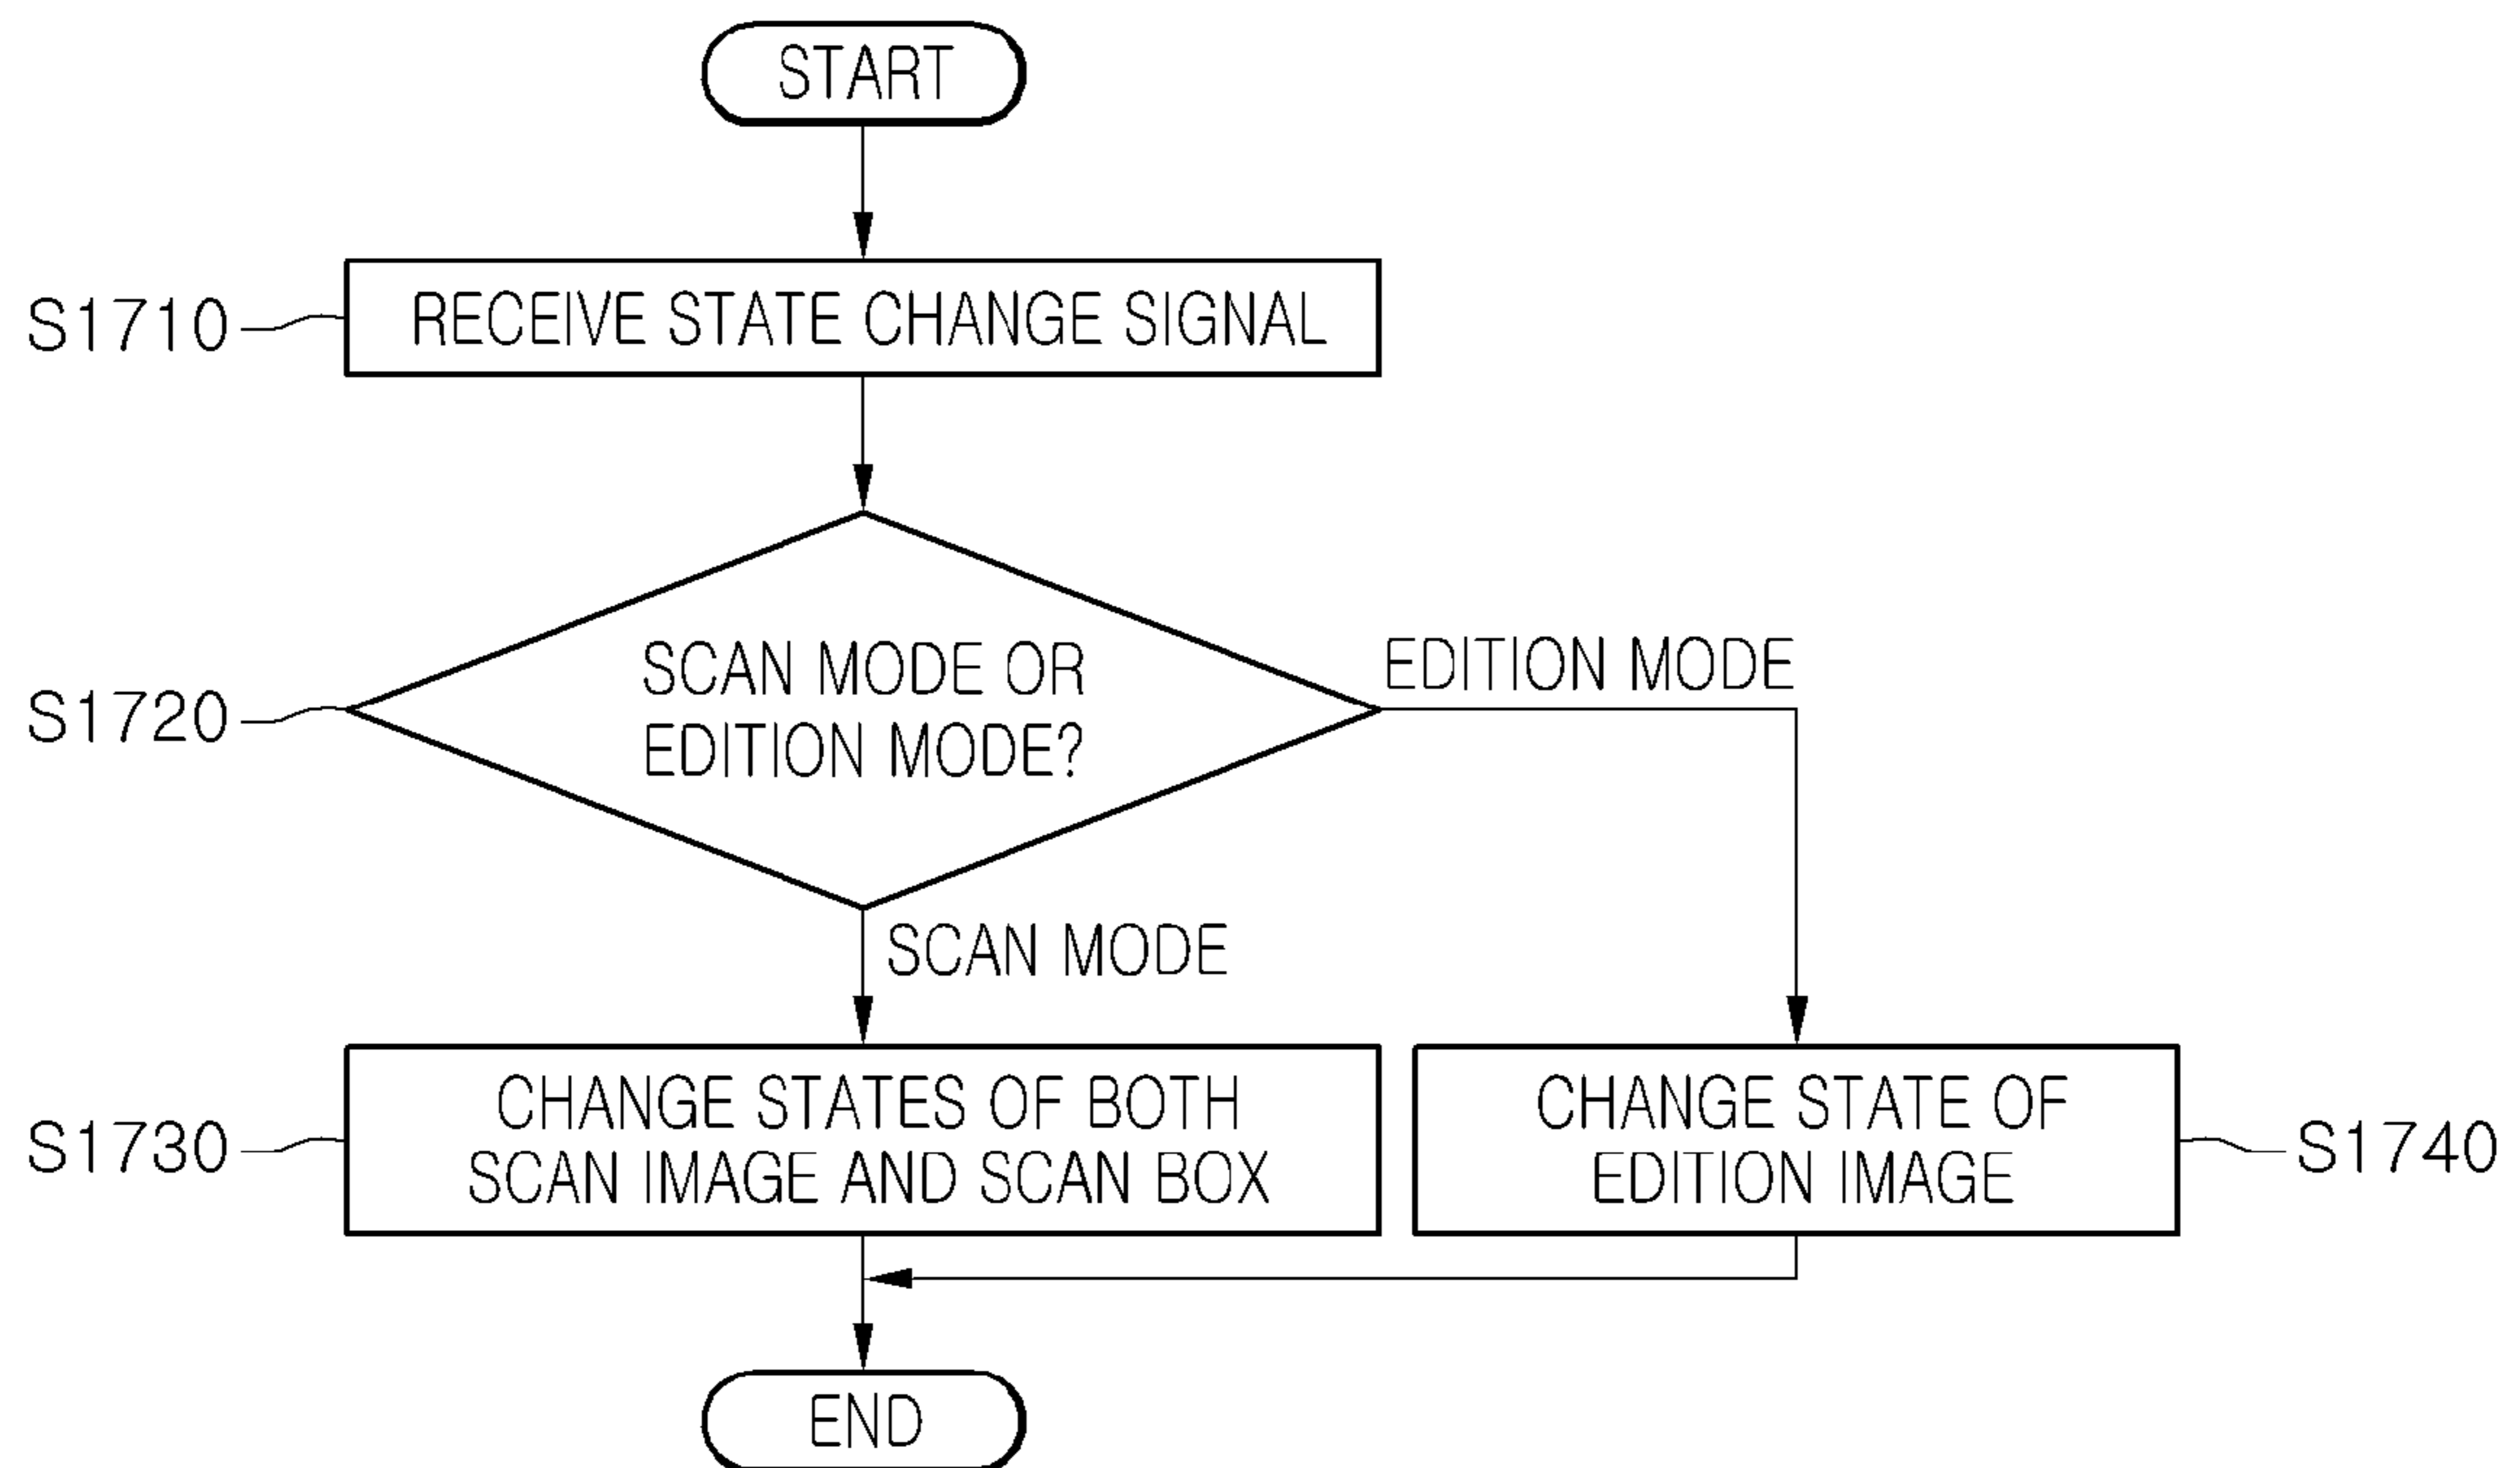 START
S1710
RECEIVE STATE CHANGE SIGNAL
S1720
SCAN MODE OR
EDITION MODE?
EDITION MODE
SCAN MODE
S1730
CHANGE STATES OF BOTH
SCAN IMAGE AND SCAN BOX
CHANGE STATE OF
EDITION IMAGE
S1740
END